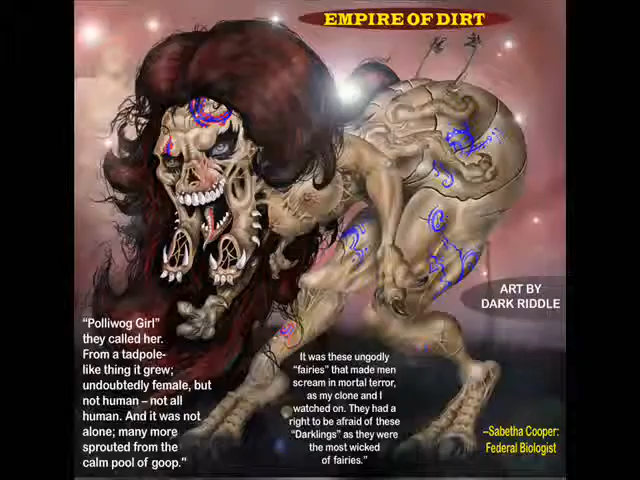 EMPIRE OF DIRT
ART BY
DARK RIDDLE
“Polliwog Girl”
they called her.
From a tadpole-
like thing it grew;
undoubtedly female, but
not human – not all
human. And it was not
alone; many more
sprouted from the
calm pool of goop.”
It was these ungodly
“fairies” that made men
scream in mortal terror,
as my clone and I
watched on. They had a
right to be afraid of these
“Darklings” as they were
the most wicked
of fairies.”
–Sabetha Cooper:
Federal Biologist